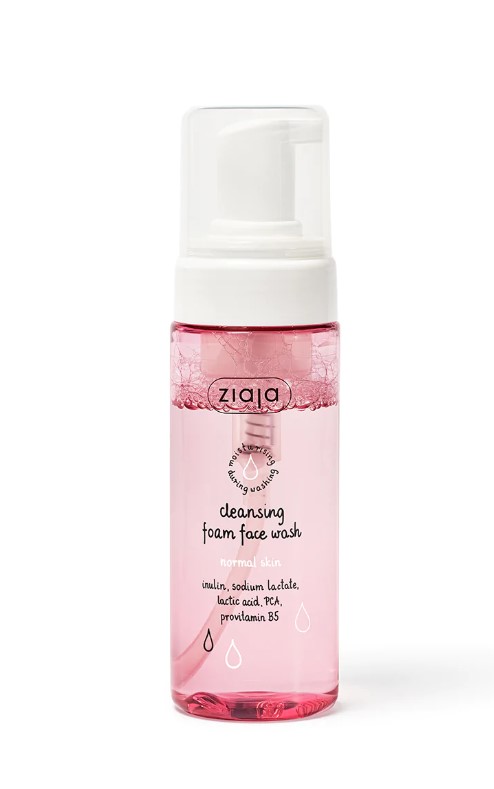 ziaja
moisturising
during washing
cleansing
foam face wash
normal skin
inulin, sodium lactate,
lactic acid, PCA,
provitamin B5